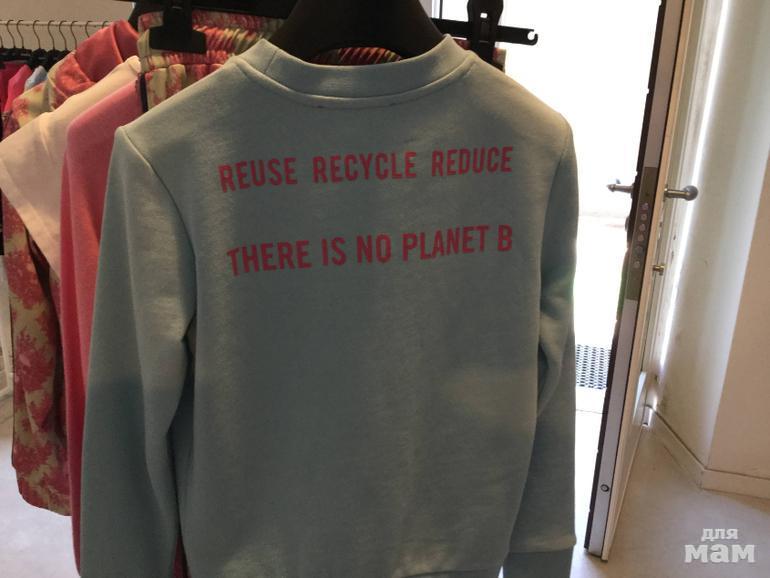 REUSE RECYCLE REDUCE
THERE IS NO PLANET B
для
мам